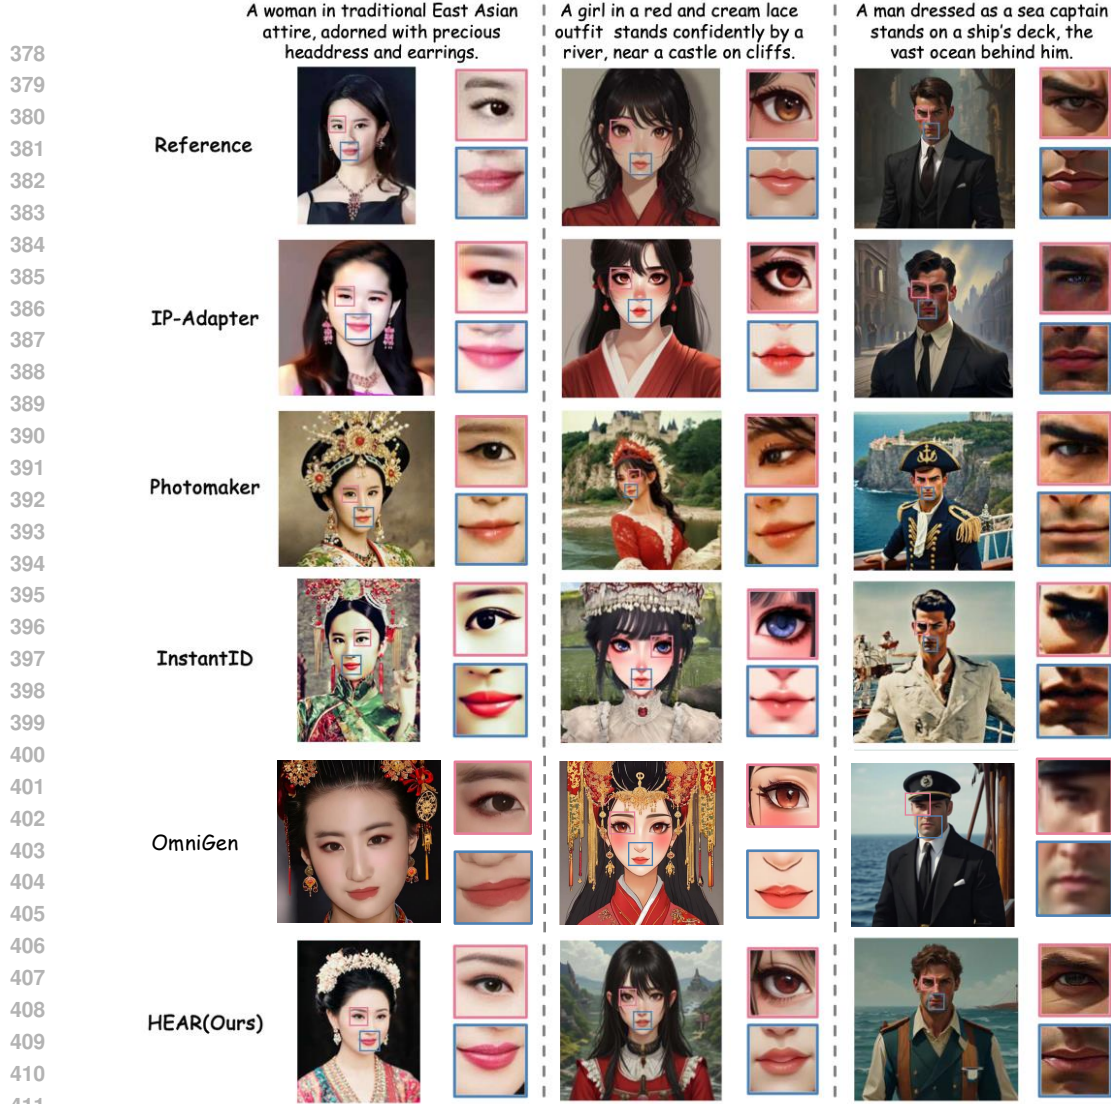 A woman in traditional East Asian
attire, adorned with precious
headdress and earrings.
A girl in a red and cream lace
outfit stands confidently by a
river, near a castle on cliffs.
A man dressed as a sea captain
stands on a ship's deck, the
vast ocean behind him.
378
379
380
Reference
381
382
383
384
385
IP-Adapter
386
387
388
389
390
391
Photomaker
392
393
394
395
396
InstantID
397
398
399
400
401
402
OmniGen
403
404
405
406
407
408
HEAR(Ours)
409
410
411